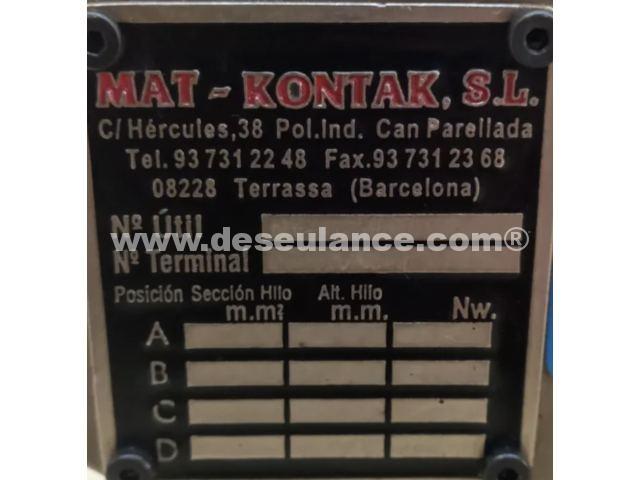 MAT - KONTAK, S.L.
C/ Hércules,38 Pol.Ind. Can Parellada
Tel. 93 731 22 48 Fax.93 731 23 68
08228 Terrassa (Barcelona)
Nº Útil
www.deseulance.com®
Nº Terminal
Posición Sección Hilo Alt. Hilo
m.m² m.m. Nw.
A
B
C
D